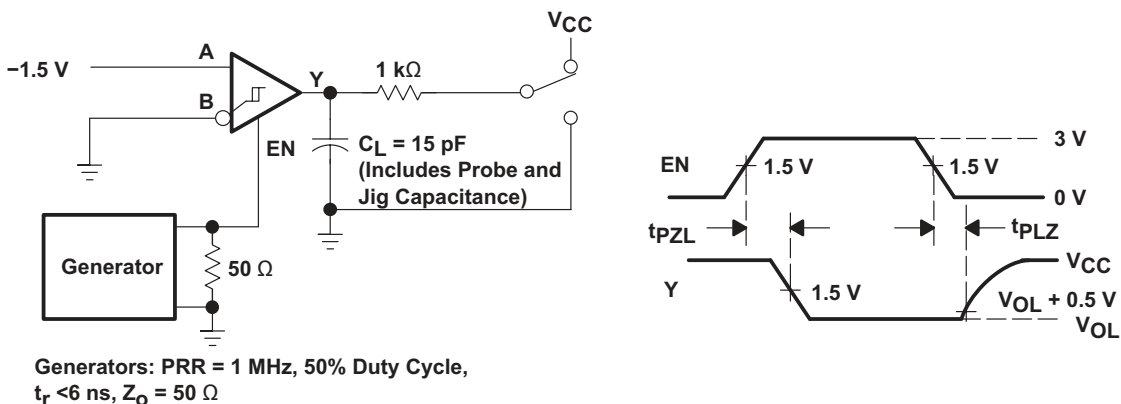 VCC
−1.5 V
A
B
Y
1 kΩ
EN
CL = 15 pF
(Includes Probe and
Jig Capacitance)
Generator
50 Ω
Generators: PRR = 1 MHz, 50% Duty Cycle,
tr <6 ns, Zo = 50 Ω
EN
1.5 V
1.5 V
3 V
0 V
tPZL
tPLZ
Y
1.5 V
VCC
VOL + 0.5 V
VOL